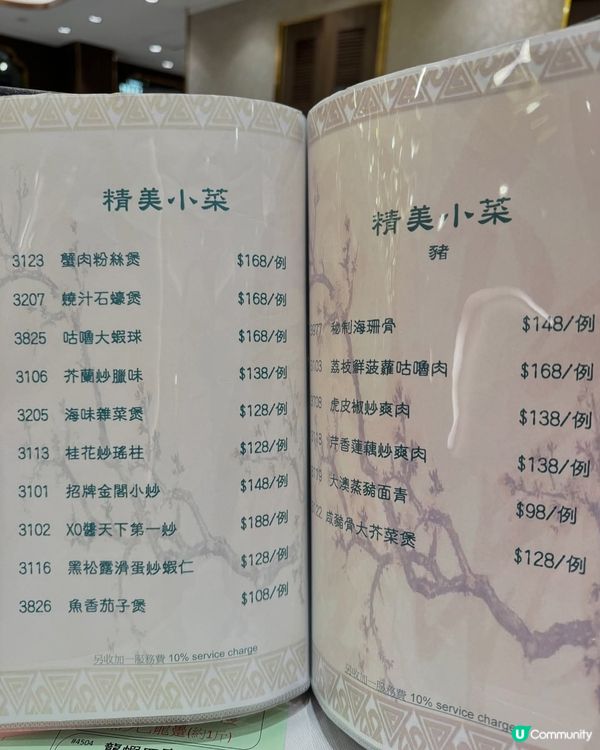 精美小菜
3123 蟹肉粉絲煲 $168/例
3207 蟯汁石蠔煲 $168/例
3825 咕嚕大蝦球 $168/例
3106 芥蘭炒臘味 $138/例
3205 海味雜菜煲 $128/例
3113 桂花炒瑤柱 $128/例
3101 招牌金閣小炒 $148/例
3102 XO醬天下第一炒 $188/例
3116 黑松露滑蛋炒蝦仁 $128/例
3826 魚香茄子煲 $108/例
另收加一服務費 10% service charge
精美小菜
豬
秘制海珊骨 $148/例
荔枝鮮菠蘿咕嚕肉 $168/例
虎皮椒炒爽肉 $138/例
芹香蓮藕炒爽肉 $138/例
大澳蒸豬面青 $98/例
咸豬骨大芥菜煲 $128/例
另收加一服務費 10% service charge
#4504
(約1斤)
U Community